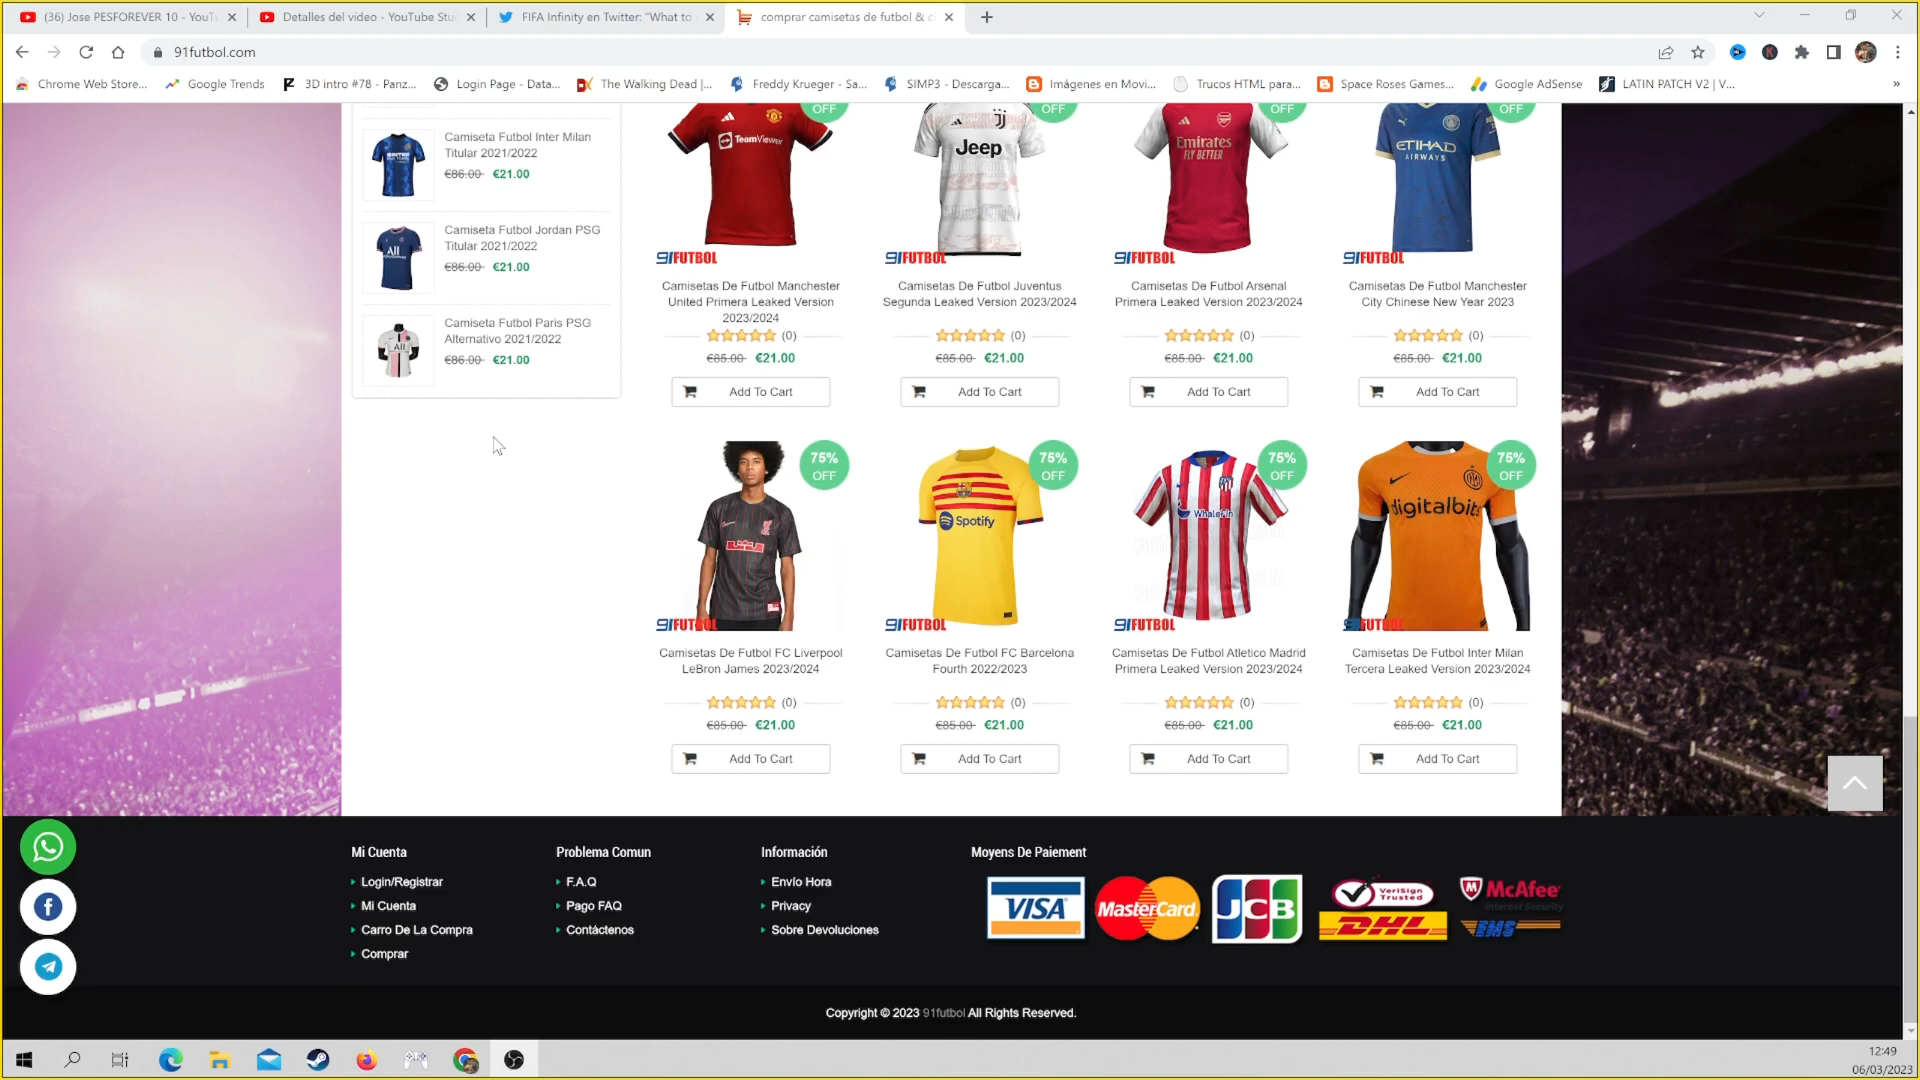 (36) Jose PESFOREVER 10 - YouTu
Detalles del vídeo - YouTube Stu
FIFA Infinity en Twitter: "What to
comprar camisetas de futbol & c
91futbol.com
Chrome Web Store...
Google Trends
3D intro #78 - Panz...
Login Page - Data...
The Walking Dead |...
Freddy Krueger - Sa...
SIMP3 - Descarga...
Imágenes en Movi...
Trucos HTML para...
Space Roses Games...
Google AdSense
LATIN PATCH V2 | V...
»
Camiseta Futbol Inter Milan
Titular 2021/2022
€86.00 €21.00
Camiseta Futbol Jordan PSG
Titular 2021/2022
€86.00 €21.00
Camiseta Futbol Paris PSG
Alternativo 2021/2022
€86.00 €21.00
OFF
OFF
OFF
OFF
TeamViewer
Jeep
Emirates
FLY BETTER
ETIHAD
AIRWAYS
91FUTBOL
91FUTBOL
91FUTBOL
91FUTBOL
Camisetas De Futbol Manchester
United Primera Leaked Version
2023/2024
(0)
€85.00 €21.00
Add To Cart
Camisetas De Futbol Juventus
Segunda Leaked Version 2023/2024
(0)
€85.00 €21.00
Add To Cart
Camisetas De Futbol Arsenal
Primera Leaked Version 2023/2024
(0)
€85.00 €21.00
Add To Cart
Camisetas De Futbol Manchester
City Chinese New Year 2023
(0)
€85.00 €21.00
Add To Cart
75%
OFF
75%
OFF
75%
OFF
75%
OFF
Spotify
WhaleFin
digitalbits
91FUTBOL
91FUTBOL
91FUTBOL
91FUTBOL
Camisetas De Futbol FC Liverpool
LeBron James 2023/2024
(0)
€85.00 €21.00
Add To Cart
Camisetas De Futbol FC Barcelona
Fourth 2022/2023
(0)
€85.00 €21.00
Add To Cart
Camisetas De Futbol Atletico Madrid
Primera Leaked Version 2023/2024
(0)
€85.00 €21.00
Add To Cart
Camisetas De Futbol Inter Milan
Tercera Leaked Version 2023/2024
(0)
€85.00 €21.00
Add To Cart
Mi Cuenta
Login/Registrar
Mi Cuenta
Carro De La Compra
Comprar
Problema Comun
F.A.Q
Pago FAQ
Contáctenos
Información
Envío Hora
Privacy
Sobre Devoluciones
Moyens De Paiement
VISA
MasterCard
JCB
VeriSign
Trusted
DHL
McAfee
Internet Security
EMS
Copyright © 2023 91futbol All Rights Reserved.
12:49
06/03/2023